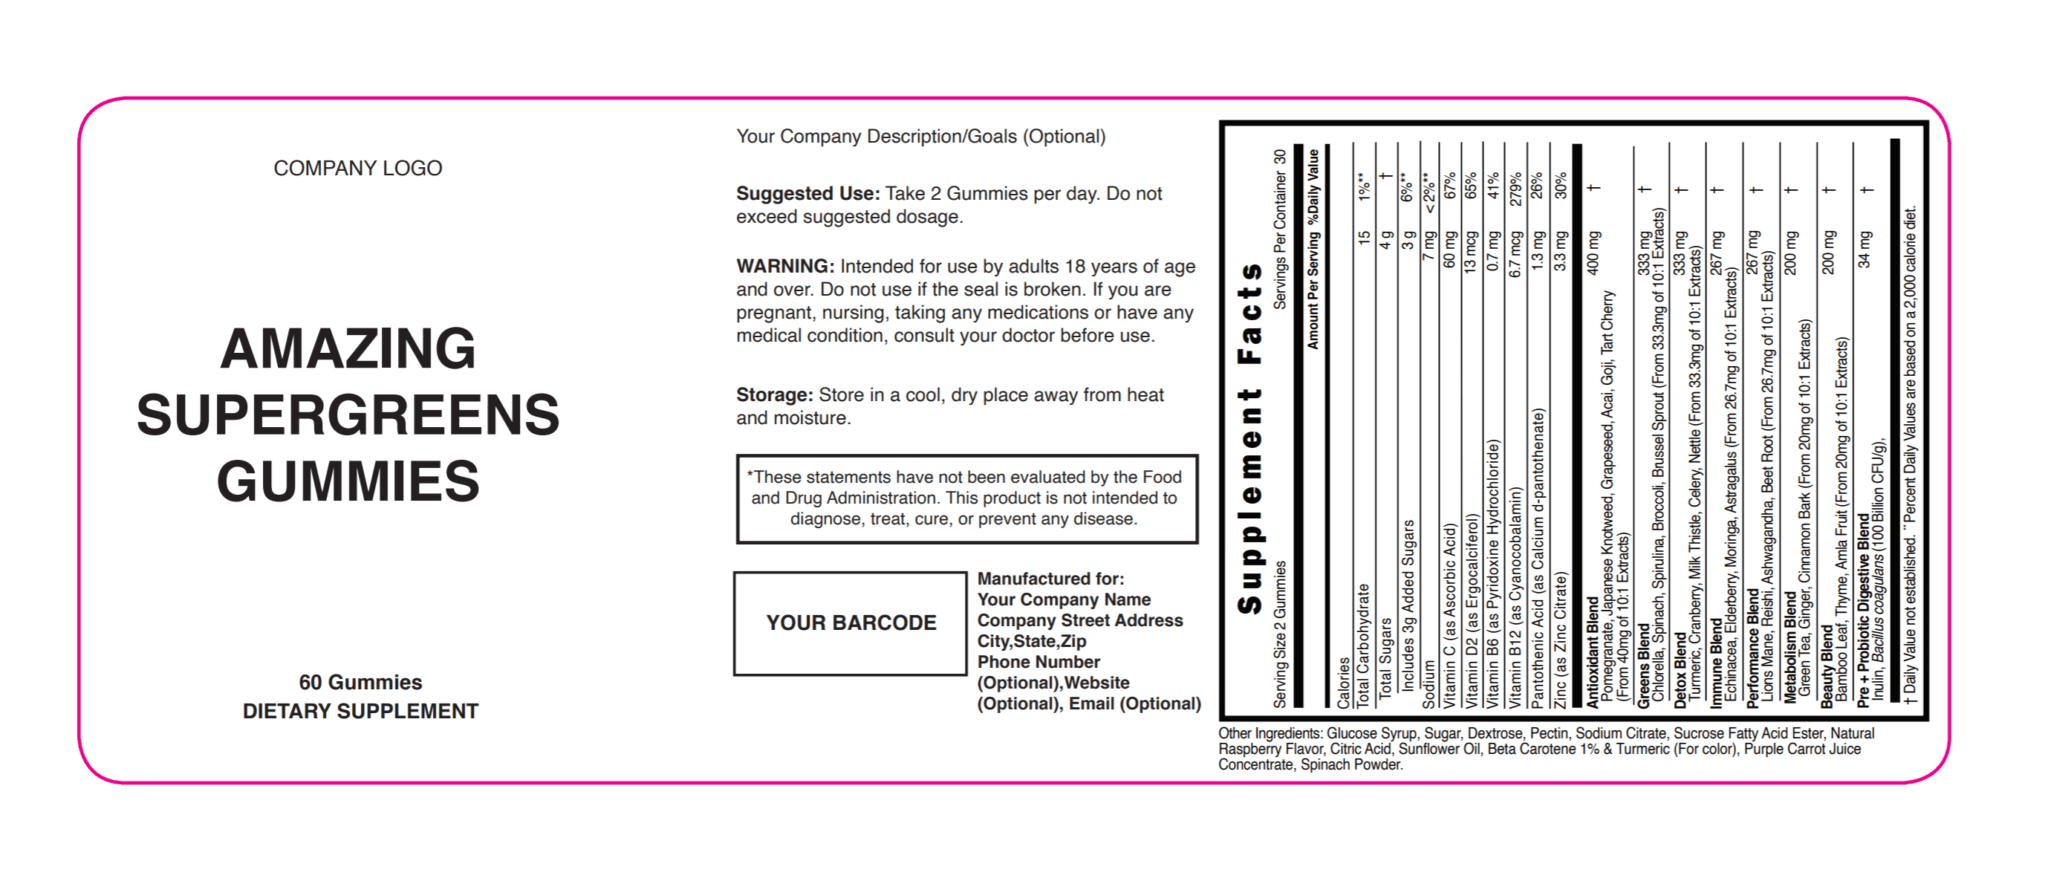 COMPANY LOGO
AMAZING
SUPERGREENS
GUMMIES
60 Gummies
DIETARY SUPPLEMENT
Your Company Description/Goals (Optional)
Suggested Use: Take 2 Gummies per day. Do not
exceed suggested dosage.
WARNING: Intended for use by adults 18 years of age
and over. Do not use if the seal is broken. If you are
pregnant, nursing, taking any medications or have any
medical condition, consult your doctor before use.
Storage: Store in a cool, dry place away from heat
and moisture.
*These statements have not been evaluated by the Food
and Drug Administration. This product is not intended to
diagnose, treat, cure, or prevent any disease.
YOUR BARCODE
Manufactured for:
Your Company Name
Company Street Address
City,State,Zip
Phone Number
(Optional),Website
(Optional), Email (Optional)
Supplement Facts
Serving Size 2 Gummies Servings Per Container 30
Amount Per Serving %Daily Value
Calories 15
Total Carbohydrate 4 g 1%**
Total Sugars 3 g †
Includes 3g Added Sugars 6%**
Sodium 7 mg <2%**
Vitamin C (as Ascorbic Acid) 60 mg 67%
Vitamin D2 (as Ergocalciferol) 13 mcg 65%
Vitamin B6 (as Pyridoxine Hydrochloride) 0.7 mg 41%
Vitamin B12 (as Cyanocobalamin) 6.7 mcg 279%
Pantothenic Acid (as Calcium d-pantothenate) 1.3 mg 26%
Zinc (as Zinc Citrate) 3.3 mg 30%
Antioxidant Blend 400 mg †
Pomegranate, Japanese Knotweed, Grapeseed, Acai, Goji, Tart Cherry
(From 40mg of 10:1 Extracts)
Greens Blend 333 mg †
Chlorella, Spinach, Spirulina, Broccoli, Brussel Sprout (From 33.3mg of 10:1 Extracts)
Detox Blend 333 mg †
Turmeric, Cranberry, Milk Thistle, Celery, Nettle (From 33.3mg of 10:1 Extracts)
Immune Blend 267 mg †
Echinacea, Elderberry, Moringa, Astragalus (From 26.7mg of 10:1 Extracts)
Performance Blend 267 mg †
Lions Mane, Reishi, Ashwagandha, Beet Root (From 26.7mg of 10:1 Extracts)
Metabolism Blend 200 mg †
Green Tea, Ginger, Cinnamon Bark (From 20mg of 10:1 Extracts)
Beauty Blend 200 mg †
Bamboo Leaf, Thyme, Amla Fruit (From 20mg of 10:1 Extracts)
Pre + Probiotic Digestive Blend 34 mg †
Inulin, Bacillus coagulans (100 Billion CFU/g),
† Daily Value not established. ** Percent Daily Values are based on a 2,000 calorie diet.
Other Ingredients: Glucose Syrup, Sugar, Dextrose, Pectin, Sodium Citrate, Sucrose Fatty Acid Ester, Natural
Raspberry Flavor, Citric Acid, Sunflower Oil, Beta Carotene 1% & Turmeric (For color), Purple Carrot Juice
Concentrate, Spinach Powder.